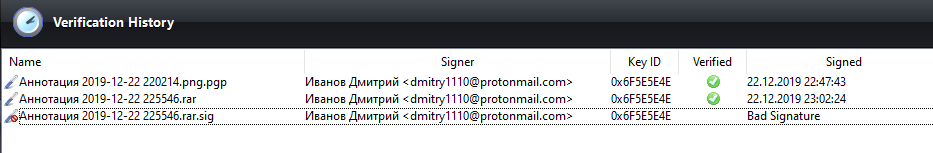 Verification History
Name Signer Key ID Verified Signed
Аннотация 2019-12-22 220214.png.pgp Иванов Дмитрий <dmitry1110@protonmail.com> 0x6F5E5E4E 22.12.2019 22:47:43
Аннотация 2019-12-22 225546.rar Иванов Дмитрий <dmitry1110@protonmail.com> 0x6F5E5E4E 22.12.2019 23:02:24
Аннотация 2019-12-22 225546.rar.sig Иванов Дмитрий <dmitry1110@protonmail.com> 0x6F5E5E4E Bad Signature